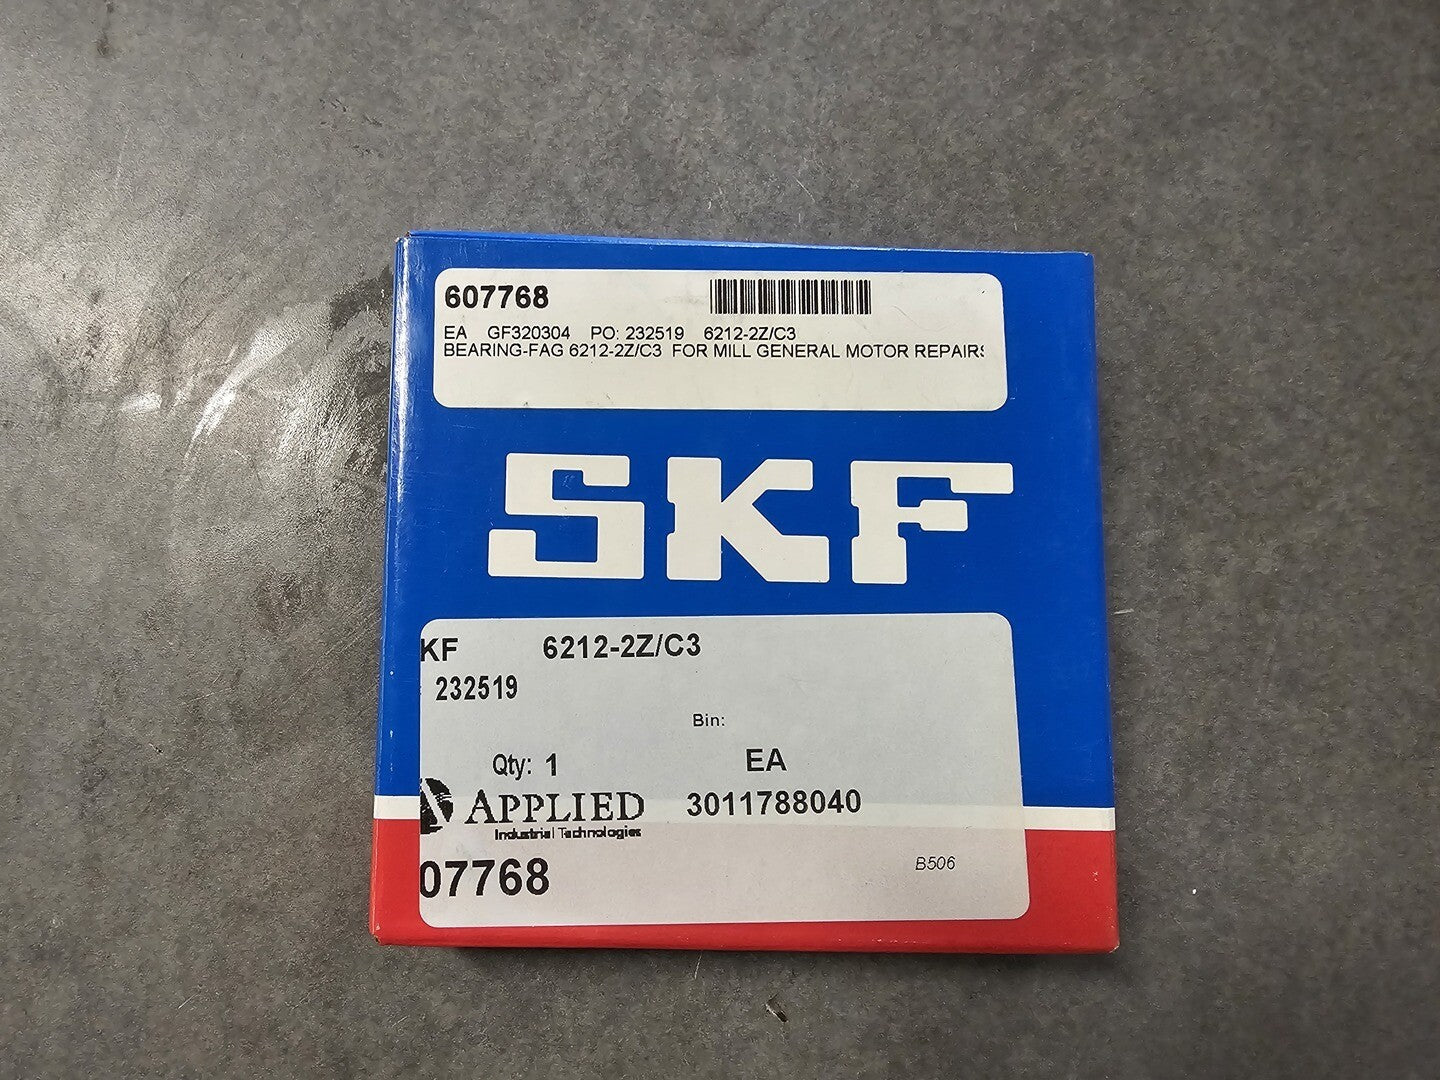 607768
EA GF320304 PO: 232519 6212-2Z/C3
BEARING-FAG 6212-2Z/C3 FOR MILL GENERAL MOTOR REPAIRS
SKF
KF 6212-2Z/C3
232519
Bin:
Qty: 1 EA
APPLIED 3011788040
Industrial Technologies
07768 B506